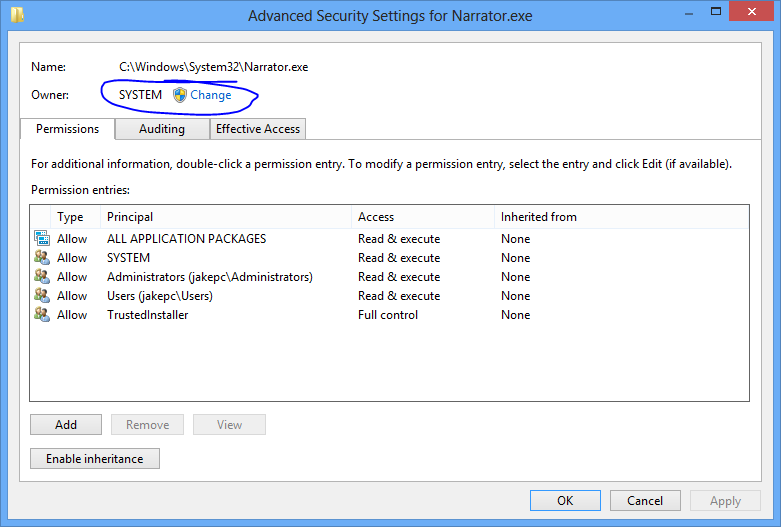 Advanced Security Settings for Narrator.exe
Name: C:\Windows\System32\Narrator.exe
Owner: SYSTEM Change
Permissions Auditing Effective Access
For additional information, double-click a permission entry. To modify a permission entry, select the entry and click Edit (if available).
Permission entries:
Type Principal Access Inherited from
Allow ALL APPLICATION PACKAGES Read & execute None
Allow SYSTEM Read & execute None
Allow Administrators (jakepc\Administrators) Read & execute None
Allow Users (jakepc\Users) Read & execute None
Allow TrustedInstaller Full control None
Add Remove View
Enable inheritance
OK Cancel Apply